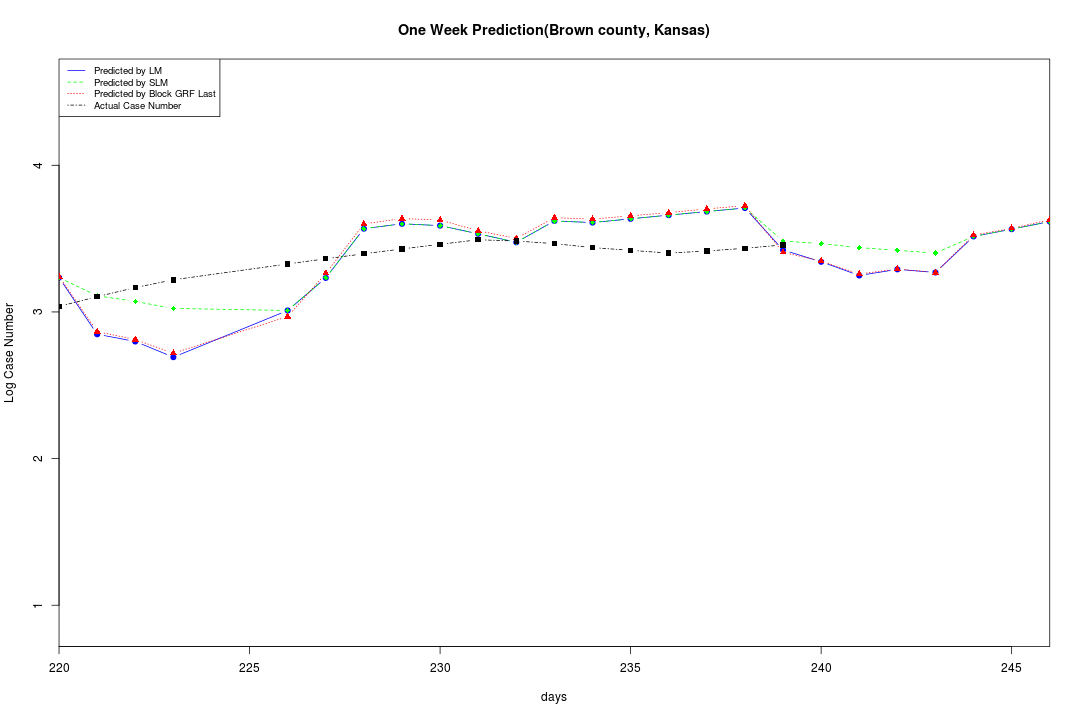 One Week Prediction(Brown county, Kansas)
Predicted by LM
Predicted by SLM
Predicted by Block GRF Last
Actual Case Number
4
3
2
1
Log Case Number
220 225 230 235 240 245
days